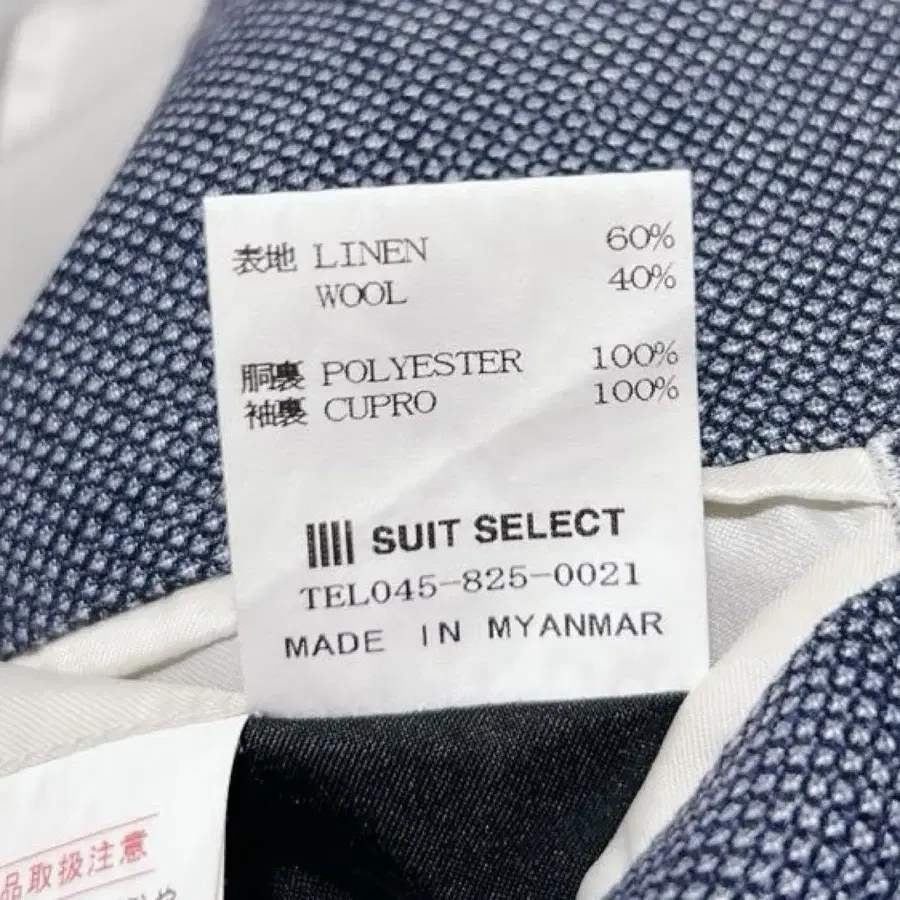 表地 LINEN 60%
WOOL 40%
胴裏 POLYESTER 100%
袖裏 CUPRO 100%
SUIT SELECT
TEL045-825-0021
MADE IN MYANMAR
品取扱注意